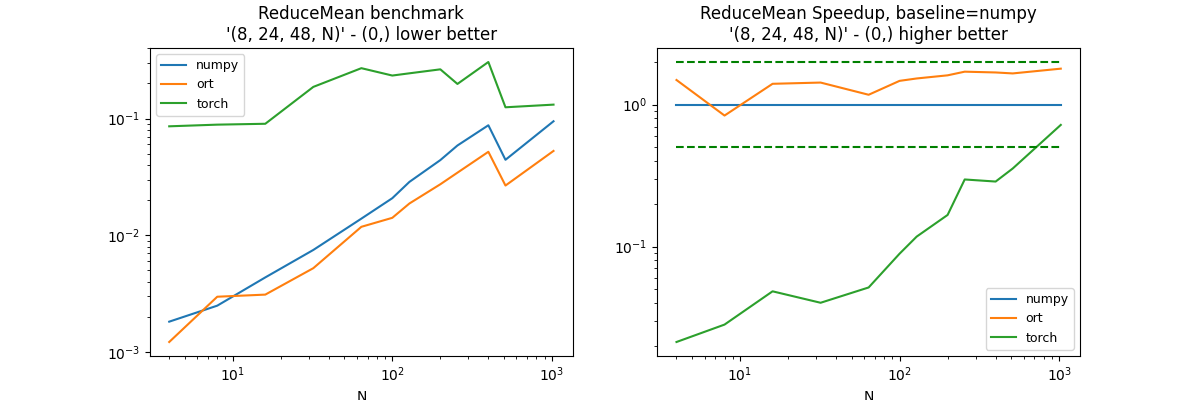 ReduceMean benchmark
'(8, 24, 48, N)' - (0,) lower better
numpy
ort
torch
10⁻¹
10⁻²
10⁻³
10¹
10²
10³
N
ReduceMean Speedup, baseline=numpy
'(8, 24, 48, N)' - (0,) higher better
10⁰
10⁻¹
numpy
ort
torch
10¹
10²
10³
N